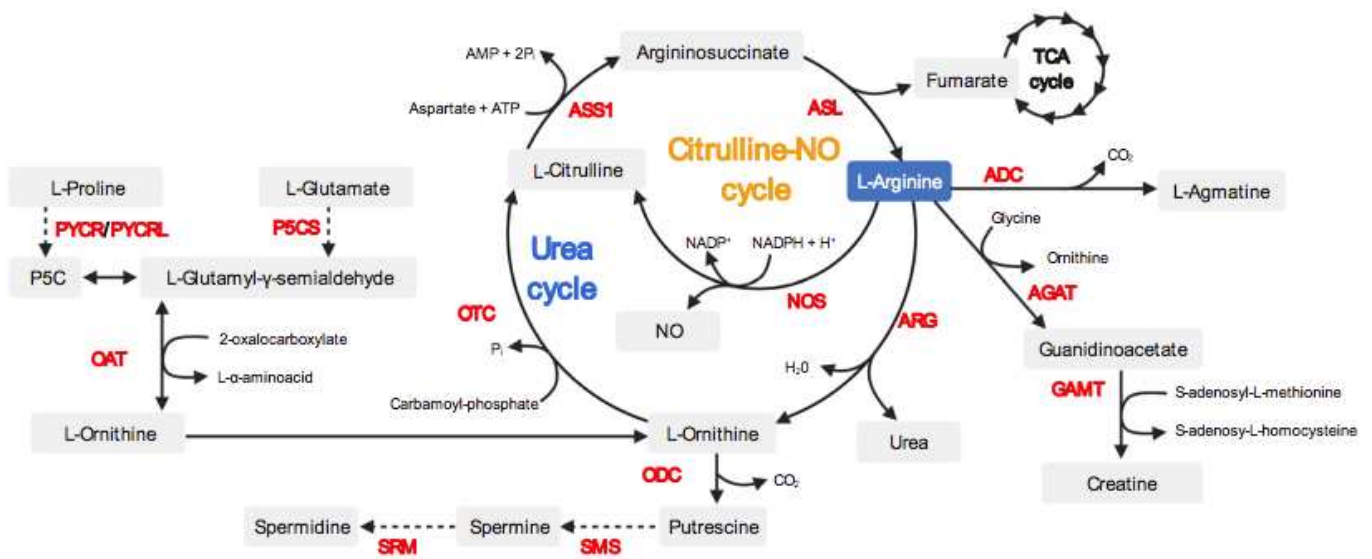 AMP + 2Pᵢ
Argininosuccinate
TCA
cycle
Fumarate
Aspartate + ATP
ASS1
ASL
Citrulline-NO
cycle
CO₂
L-Proline
L-Glutamate
L-Citrulline
L-Arginine
ADC
L-Agmatine
PYCR/PYCRL
P5CS
Glycine
Urea
cycle
NADP⁺
NADPH + H⁺
Ornithine
P5C
L-Glutamyl-γ-semialdehyde
AGAT
OTC
NOS
ARG
NO
2-oxalocarboxylate
Pᵢ
Guanidinoacetate
OAT
H₂0
L-α-aminoacid
GAMT
S-adenosyl-L-methionine
Carbamoyl-phosphate
L-Ornithine
L-Ornithine
Urea
S-adenosy-L-homocysteine
ODC
CO₂
Creatine
Spermidine
Spermine
Putrescine
SRM
SMS